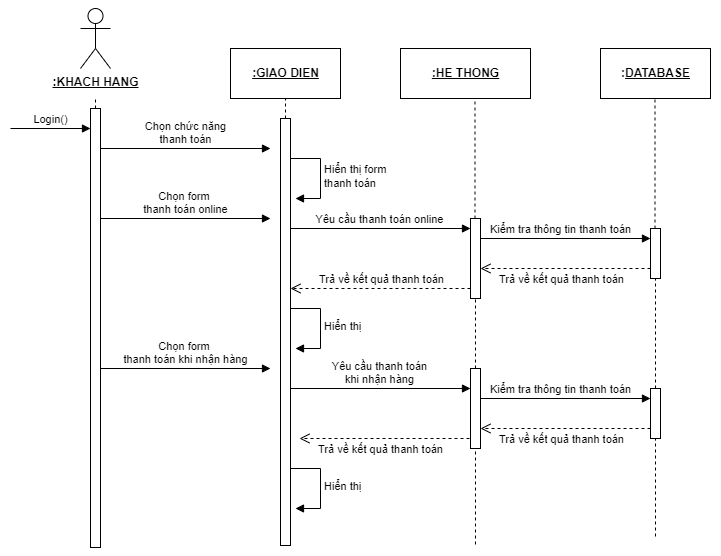 :KHACH HANG
:GIAO DIEN
:HE THONG
:DATABASE
Login()
Chọn chức năng
thanh toán
Hiển thị form
thanh toán
Chọn form
thanh toán online
Yêu cầu thanh toán online
Kiểm tra thông tin thanh toán
Trả về kết quả thanh toán
Trả về kết quả thanh toán
Hiển thị
Chọn form
thanh toán khi nhận hàng
Yêu cầu thanh toán
khi nhận hàng
Kiểm tra thông tin thanh toán
Trả về kết quả thanh toán
Trả về kết quả thanh toán
Hiển thị